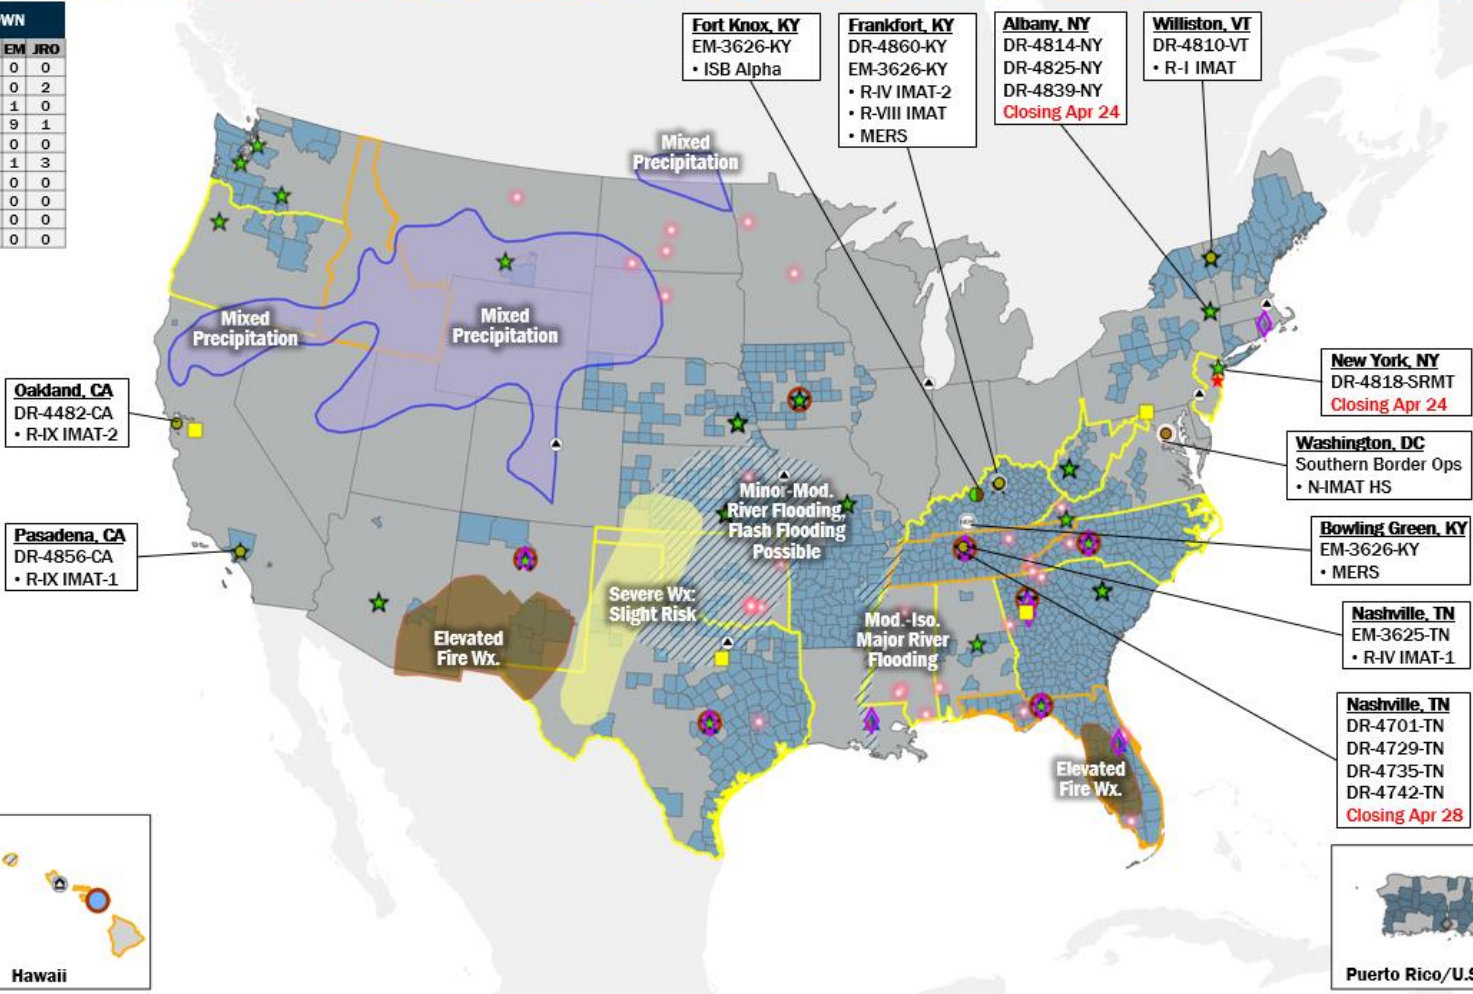 WN
EM JRO
0 0
0 2
1 0
9 1
0 0
1 3
0 0
0 0
0 0
0 0
Fort Knox, KY
EM-3626-KY
• ISB Alpha
Frankfort, KY
DR-4860-KY
EM-3626-KY
• R-IV IMAT-2
• R-VIII IMAT
• MERS
Albany, NY
DR-4814-NY
DR-4825-NY
DR-4839-NY
Closing Apr 24
Williston, VT
DR-4810-VT
• R-I IMAT
Mixed
Precipitation
Mixed
Precipitation
Mixed
Precipitation
Oakland, CA
DR-4482-CA
• R-IX IMAT-2
New York, NY
DR-4818-SRMT
Closing Apr 24
Washington, DC
Southern Border Ops
• N-IMAT HS
Minor-Mod.
River Flooding,
Flash Flooding
Possible
Pasadena, CA
DR-4856-CA
• R-IX IMAT-1
Bowling Green, KY
EM-3626-KY
• MERS
Severe Wx:
Slight Risk
Elevated
Fire Wx.
Mod.-Iso.
Major River
Flooding
Nashville, TN
EM-3625-TN
• R-IV IMAT-1
Nashville, TN
DR-4701-TN
DR-4729-TN
DR-4735-TN
DR-4742-TN
Closing Apr 28
Elevated
Fire Wx.
Hawaii
Puerto Rico/U.S